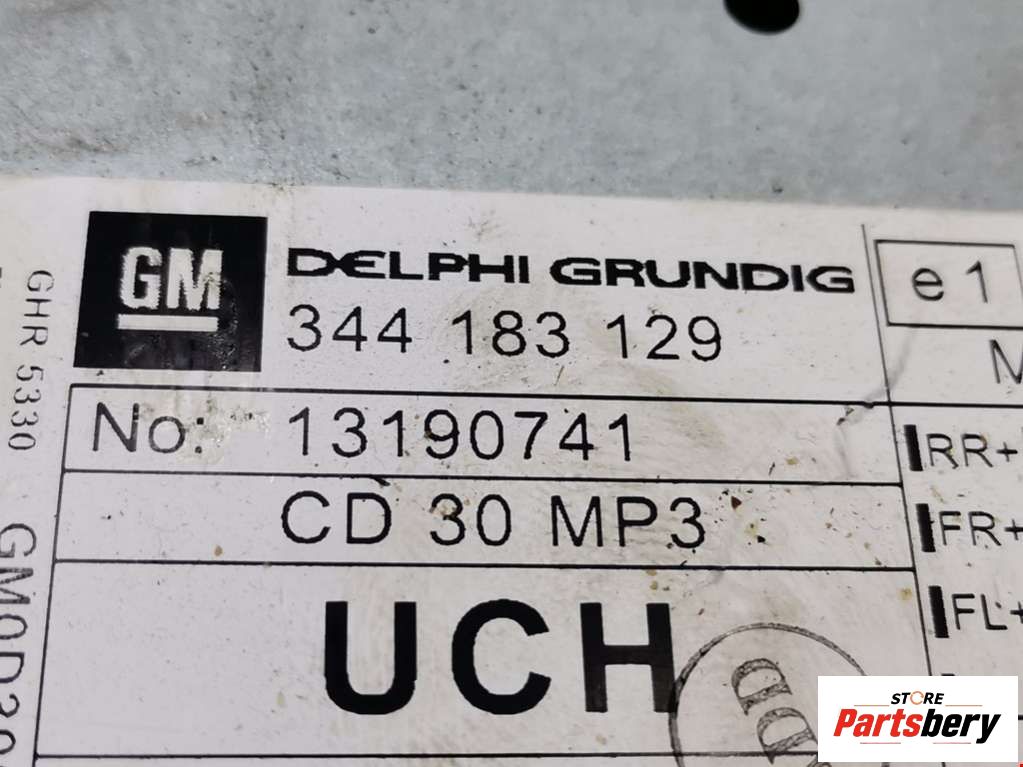 GM
DELPHI GRUNDIG
344 183 129
e1
No: 13190741
CD 30 MP3
UCH
RR+
FR+
FL+
GHR 5330
STORE
Partsbery